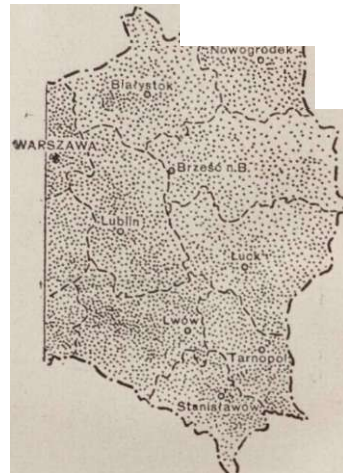 Nowogródek
Białystok
WARSZAWA
Brześć n.B.
Lublin
Łuck
Lwów
Tarnopol
Stanisławów